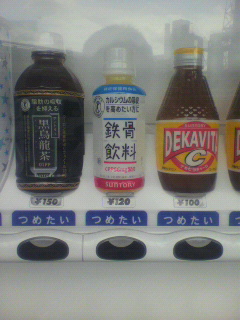 脂肪の吸収
を抑える
黒烏龍茶
カルシウムの吸収
を高めたい方に
鉄骨
飲料
SUNTORY
DEKAVITA
C
¥150
¥120
¥100
つめたい
つめたい
つめたい